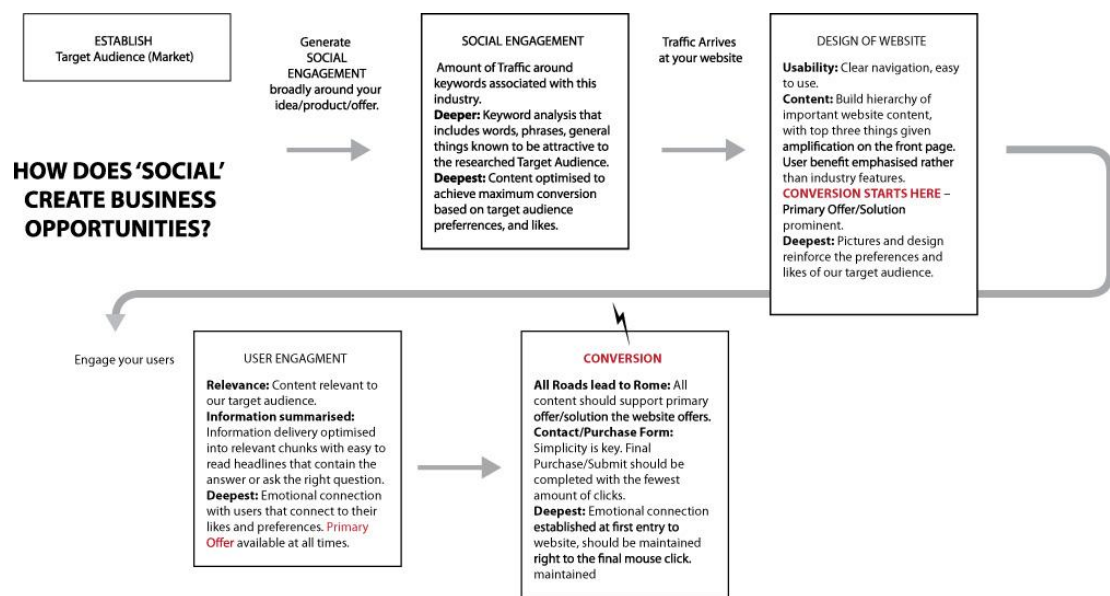 ESTABLISH
Target Audience (Market)
Generate
SOCIAL
ENGAGEMENT
broadly around your
idea/product/offer.
SOCIAL ENGAGEMENT
Amount of Traffic around
keywords associated with this
industry.
Deeper: Keyword analysis that
includes words, phrases, general
things known to be attractive to
the researched Target Audience.
Deepest: Content optimised to
achieve maximum conversion
based on target audience
preferrences, and likes.
Traffic Arrives
at your website
DESIGN OF WEBSITE
Usability: Clear navigation, easy
to use.
Content: Build hierarchy of
important website content,
with top three things given
amplification on the front page.
User benefit emphasised rather
than industry features.
CONVERSION STARTS HERE –
Primary Offer/Solution
prominent.
Deepest: Pictures and design
reinforce the preferences and
likes of our target audience.
HOW DOES ‘SOCIAL’
CREATE BUSINESS
OPPORTUNITIES?
Engage your users
USER ENGAGMENT
Relevance: Content relevant to
our target audience.
Information summarised:
Information delivery optimised
into relevant chunks with easy to
read headlines that contain the
answer or ask the right question.
Deepest: Emotional connection
with users that connect to their
likes and preferences. Primary
Offer available at all times.
CONVERSION
All Roads lead to Rome: All
content should support primary
offer/solution the website offers.
Contact/Purchase Form:
Simplicity is key. Final
Purchase/Submit should be
completed with the fewest
amount of clicks.
Deepest: Emotional connection
established at first entry to
website, should be maintained
right to the final mouse click.
maintained